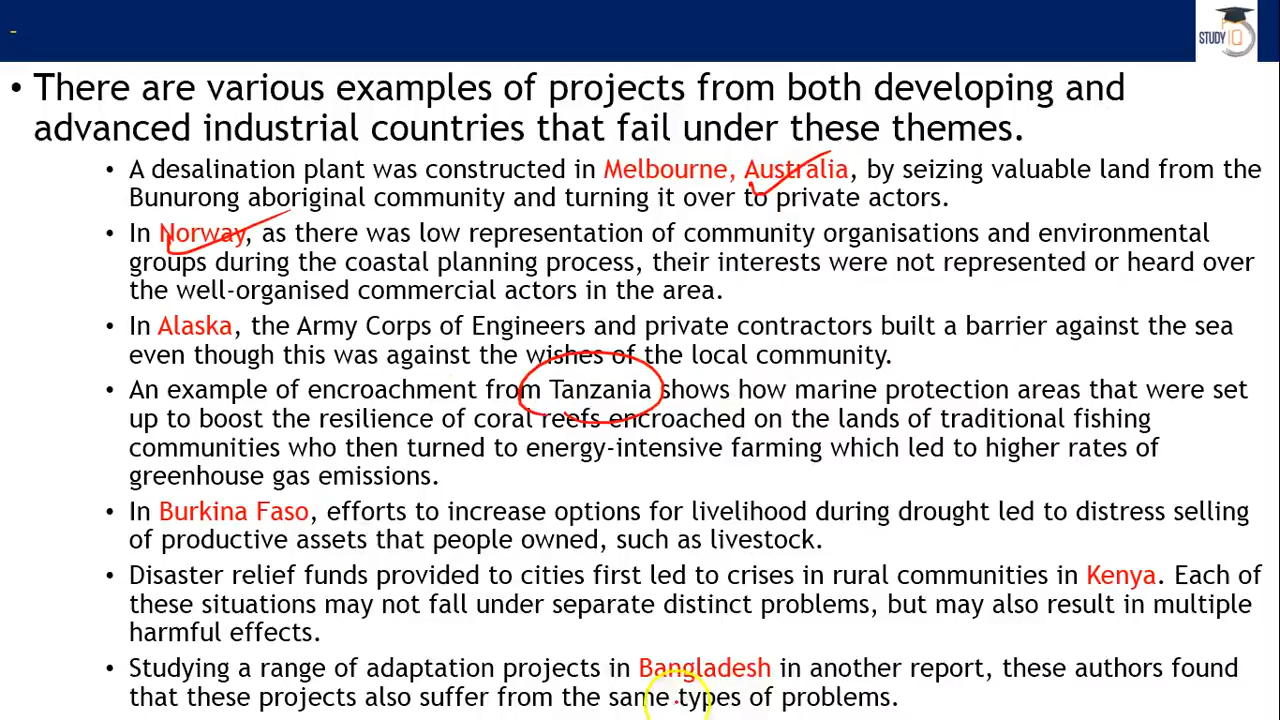 -
STUDY IQ
• There are various examples of projects from both developing and
advanced industrial countries that fail under these themes.
• A desalination plant was constructed in Melbourne, Australia, by seizing valuable land from the
Bunurong aboriginal community and turning it over to private actors.
• In Norway, as there was low representation of community organisations and environmental
groups during the coastal planning process, their interests were not represented or heard over
the well-organised commercial actors in the area.
• In Alaska, the Army Corps of Engineers and private contractors built a barrier against the sea
even though this was against the wishes of the local community.
• An example of encroachment from Tanzania shows how marine protection areas that were set
up to boost the resilience of coral reefs encroached on the lands of traditional fishing
communities who then turned to energy-intensive farming which led to higher rates of
greenhouse gas emissions.
• In Burkina Faso, efforts to increase options for livelihood during drought led to distress selling
of productive assets that people owned, such as livestock.
• Disaster relief funds provided to cities first led to crises in rural communities in Kenya. Each of
these situations may not fall under separate distinct problems, but may also result in multiple
harmful effects.
• Studying a range of adaptation projects in Bangladesh in another report, these authors found
that these projects also suffer from the same types of problems.